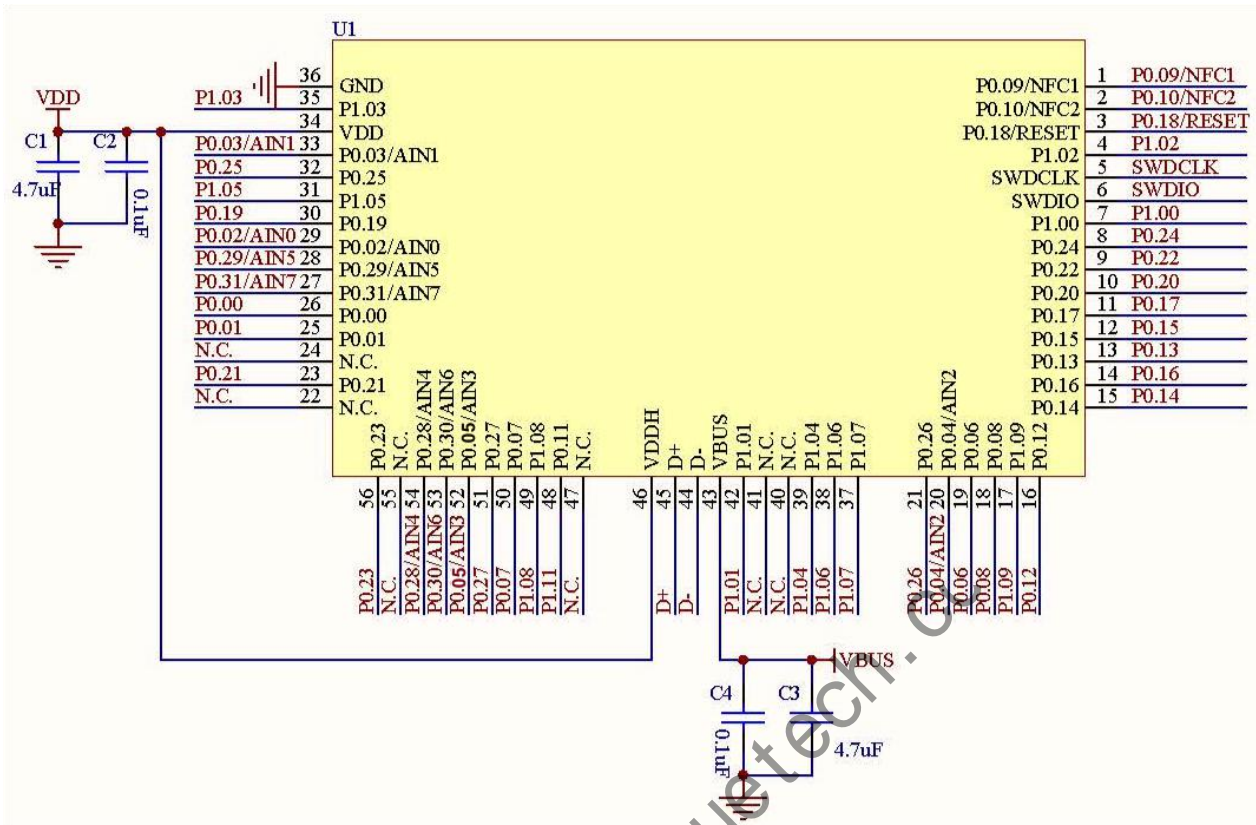 U1
36 GND
P1.03 35 P1.03
VDD
34 VDD
C1 C2
4.7uF 0.1uF
P0.03/AIN1 33 P0.03/AIN1
P0.25 32 P0.25
P1.05 31 P1.05
P0.19 30 P0.19
P0.02/AIN0 29 P0.02/AIN0
P0.29/AIN5 28 P0.29/AIN5
P0.31/AIN7 27 P0.31/AIN7
P0.00 26 P0.00
P0.01 25 P0.01
N.C. 24 N.C.
P0.21 23 P0.21
N.C. 22 N.C.
P0.09/NFC1 1 P0.09/NFC1
P0.10/NFC2 2 P0.10/NFC2
P0.18/RESET 3 P0.18/RESET
P1.02 4 P1.02
SWDCLK 5 SWDCLK
SWDIO 6 SWDIO
P1.00 7 P1.00
P0.24 8 P0.24
P0.22 9 P0.22
P0.20 10 P0.20
P0.17 11 P0.17
P0.15 12 P0.15
P0.13 13 P0.13
P0.16 14 P0.16
P0.14 15 P0.14
P0.23 56 P0.23
N.C. 55 N.C.
P0.28/AIN4 54 P0.28/AIN4
P0.30/AIN6 53 P0.30/AIN6
P0.05/AIN3 52 P0.05/AIN3
P0.27 51 P0.27
P0.07 50 P0.07
P1.08 49 P1.08
P0.11 48 P1.11
N.C. 47 N.C.
VDDH 46
D+ 45 D+
D- 44 D-
VBUS 43
P1.01 42 P1.01
N.C. 41 N.C.
N.C. 40 N.C.
P1.04 39 P1.04
P1.06 38 P1.06
P1.07 37 P1.07
P0.26 21 P0.26
P0.04/AIN2 20 P0.04/AIN2
P0.06 19 P0.06
P0.08 18 P0.08
P1.09 17 P1.09
P0.12 16 P0.12
VBUS
C4 C3
0.1uF 4.7uF